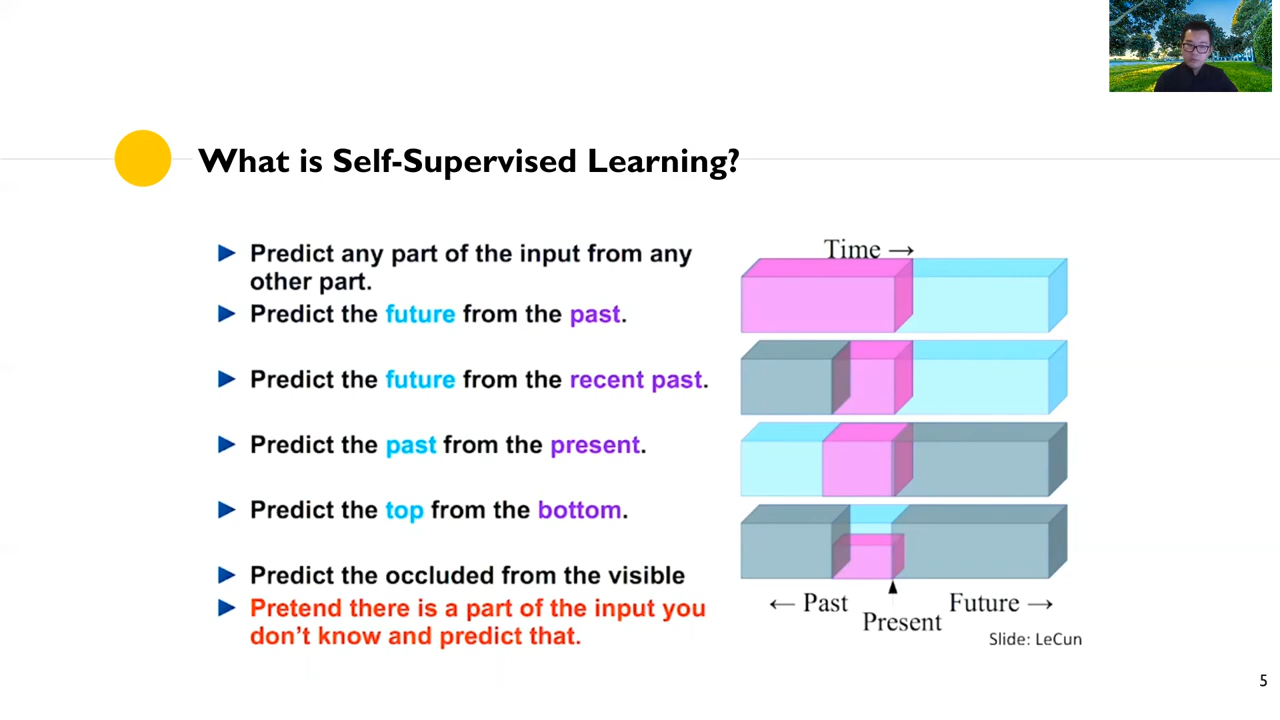 What is Self-Supervised Learning?
► Predict any part of the input from any
other part.
► Predict the future from the past.
► Predict the future from the recent past.
► Predict the past from the present.
► Predict the top from the bottom.
► Predict the occluded from the visible
► Pretend there is a part of the input you
don't know and predict that.
Time →
← Past
Present
Future →
Slide: LeCun
5